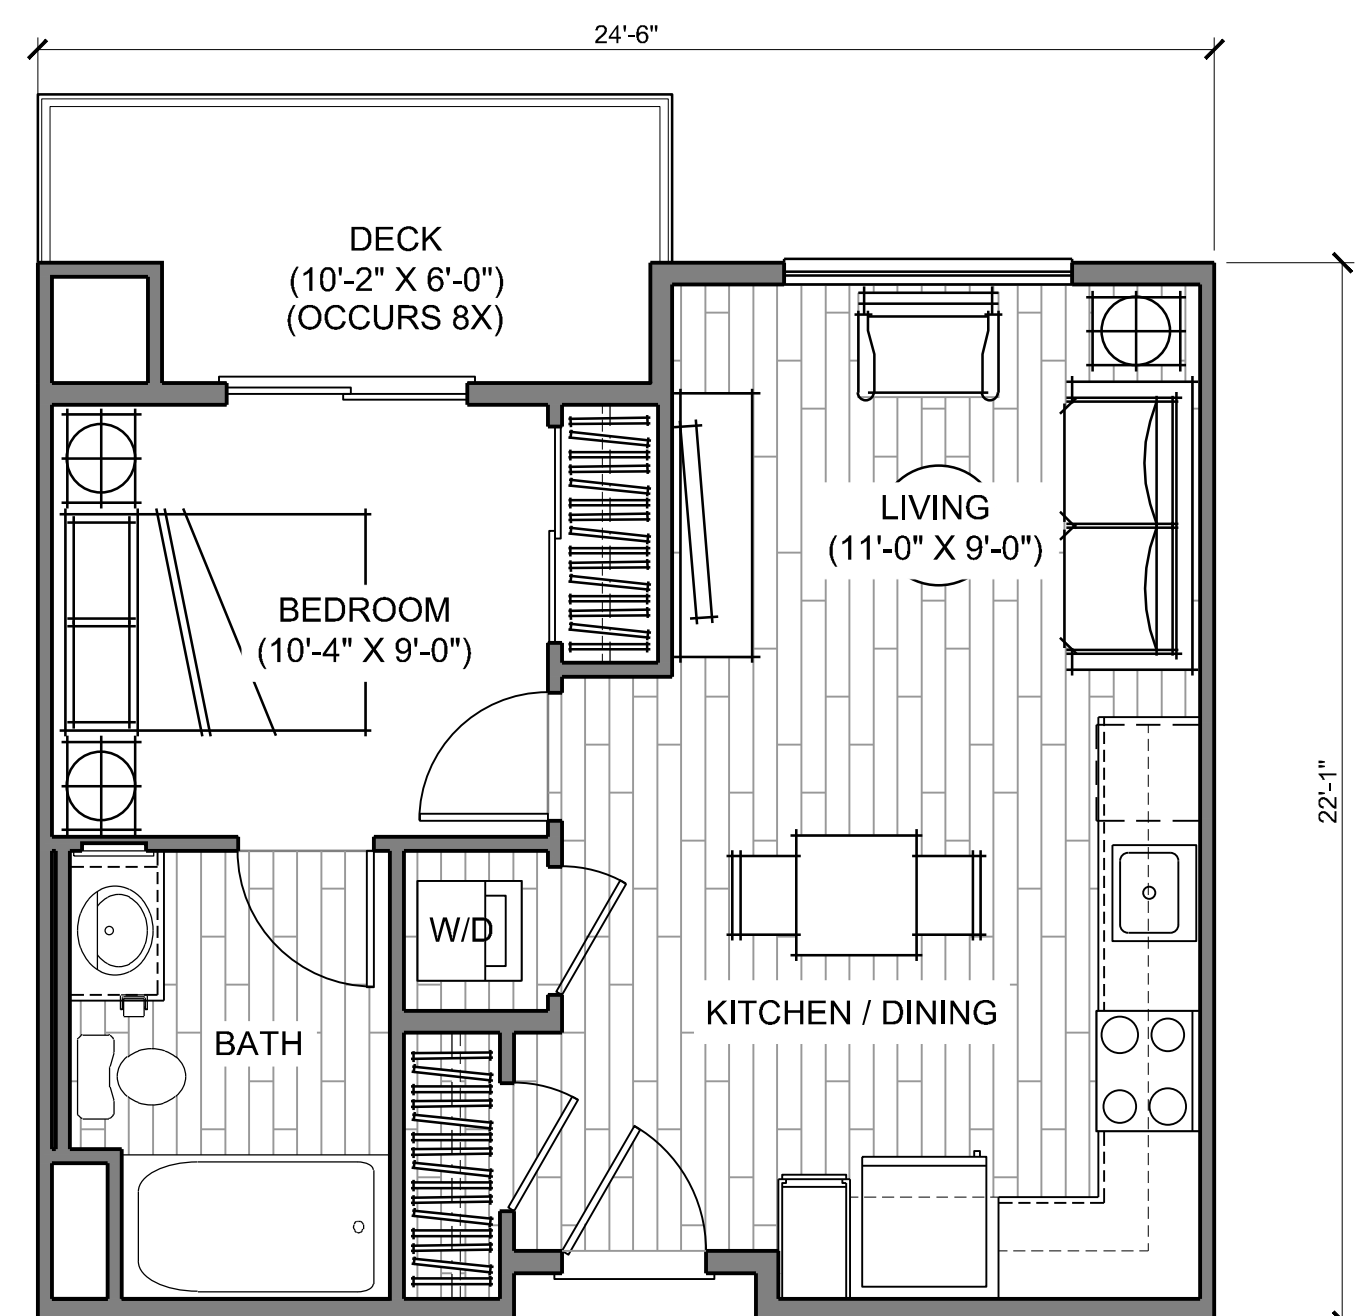 24'-6"
DECK
(10'-2" X 6'-0")
(OCCURS 8X)
LIVING
(11'-0" X 9'-0")
BEDROOM
(10'-4" X 9'-0")
22'-1"
W/D
KITCHEN / DINING
BATH